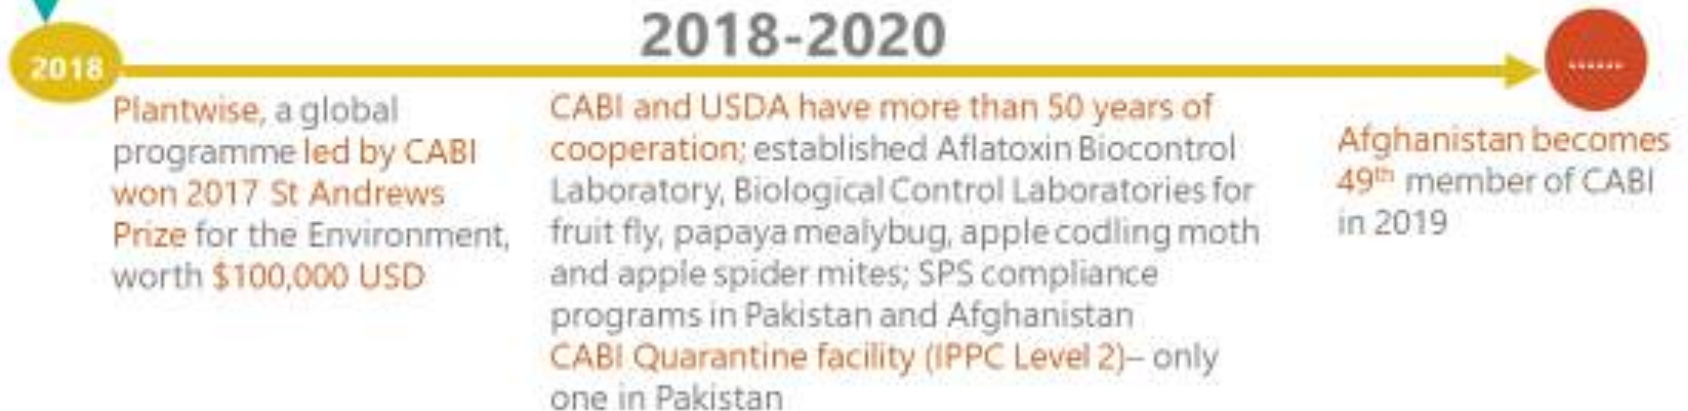 2018-2020
2018
......
Plantwise, a global
programme led by CABI
won 2017 St Andrews
Prize for the Environment,
worth $100,000 USD
CABI and USDA have more than 50 years of
cooperation; established Aflatoxin Biocontrol
Laboratory, Biological Control Laboratories for
fruit fly, papaya mealybug, apple codling moth
and apple spider mites; SPS compliance
programs in Pakistan and Afghanistan
CABI Quarantine facility (IPPC Level 2)– only
one in Pakistan
Afghanistan becomes
49th member of CABI
in 2019